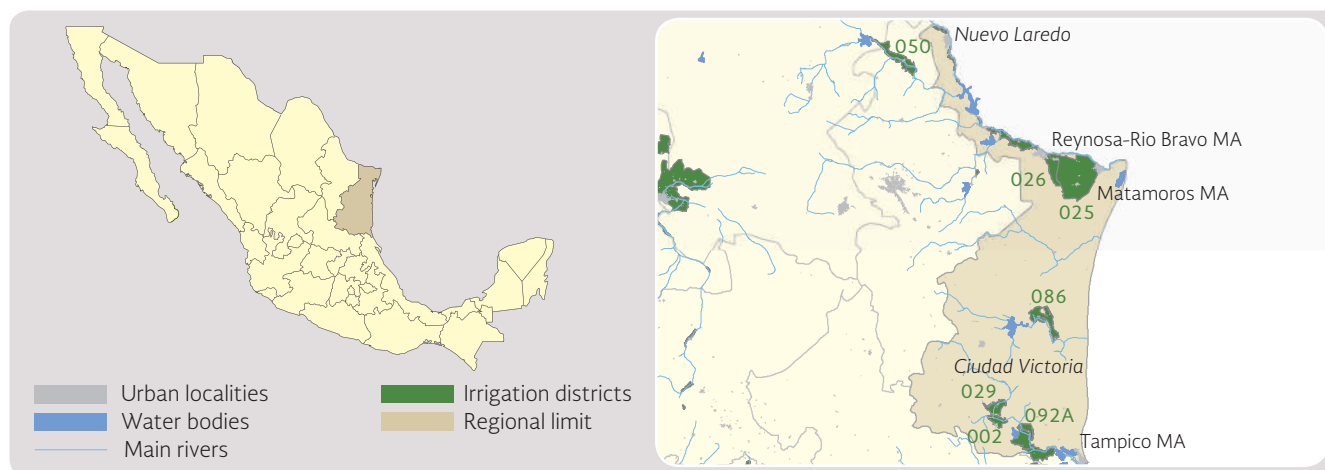 Nuevo Laredo
050
Reynosa-Rio Bravo MA
026
Matamoros MA
025
086
Ciudad Victoria
029
092A
002
Tampico MA
Urban localities
Irrigation districts
Water bodies
Regional limit
Main rivers